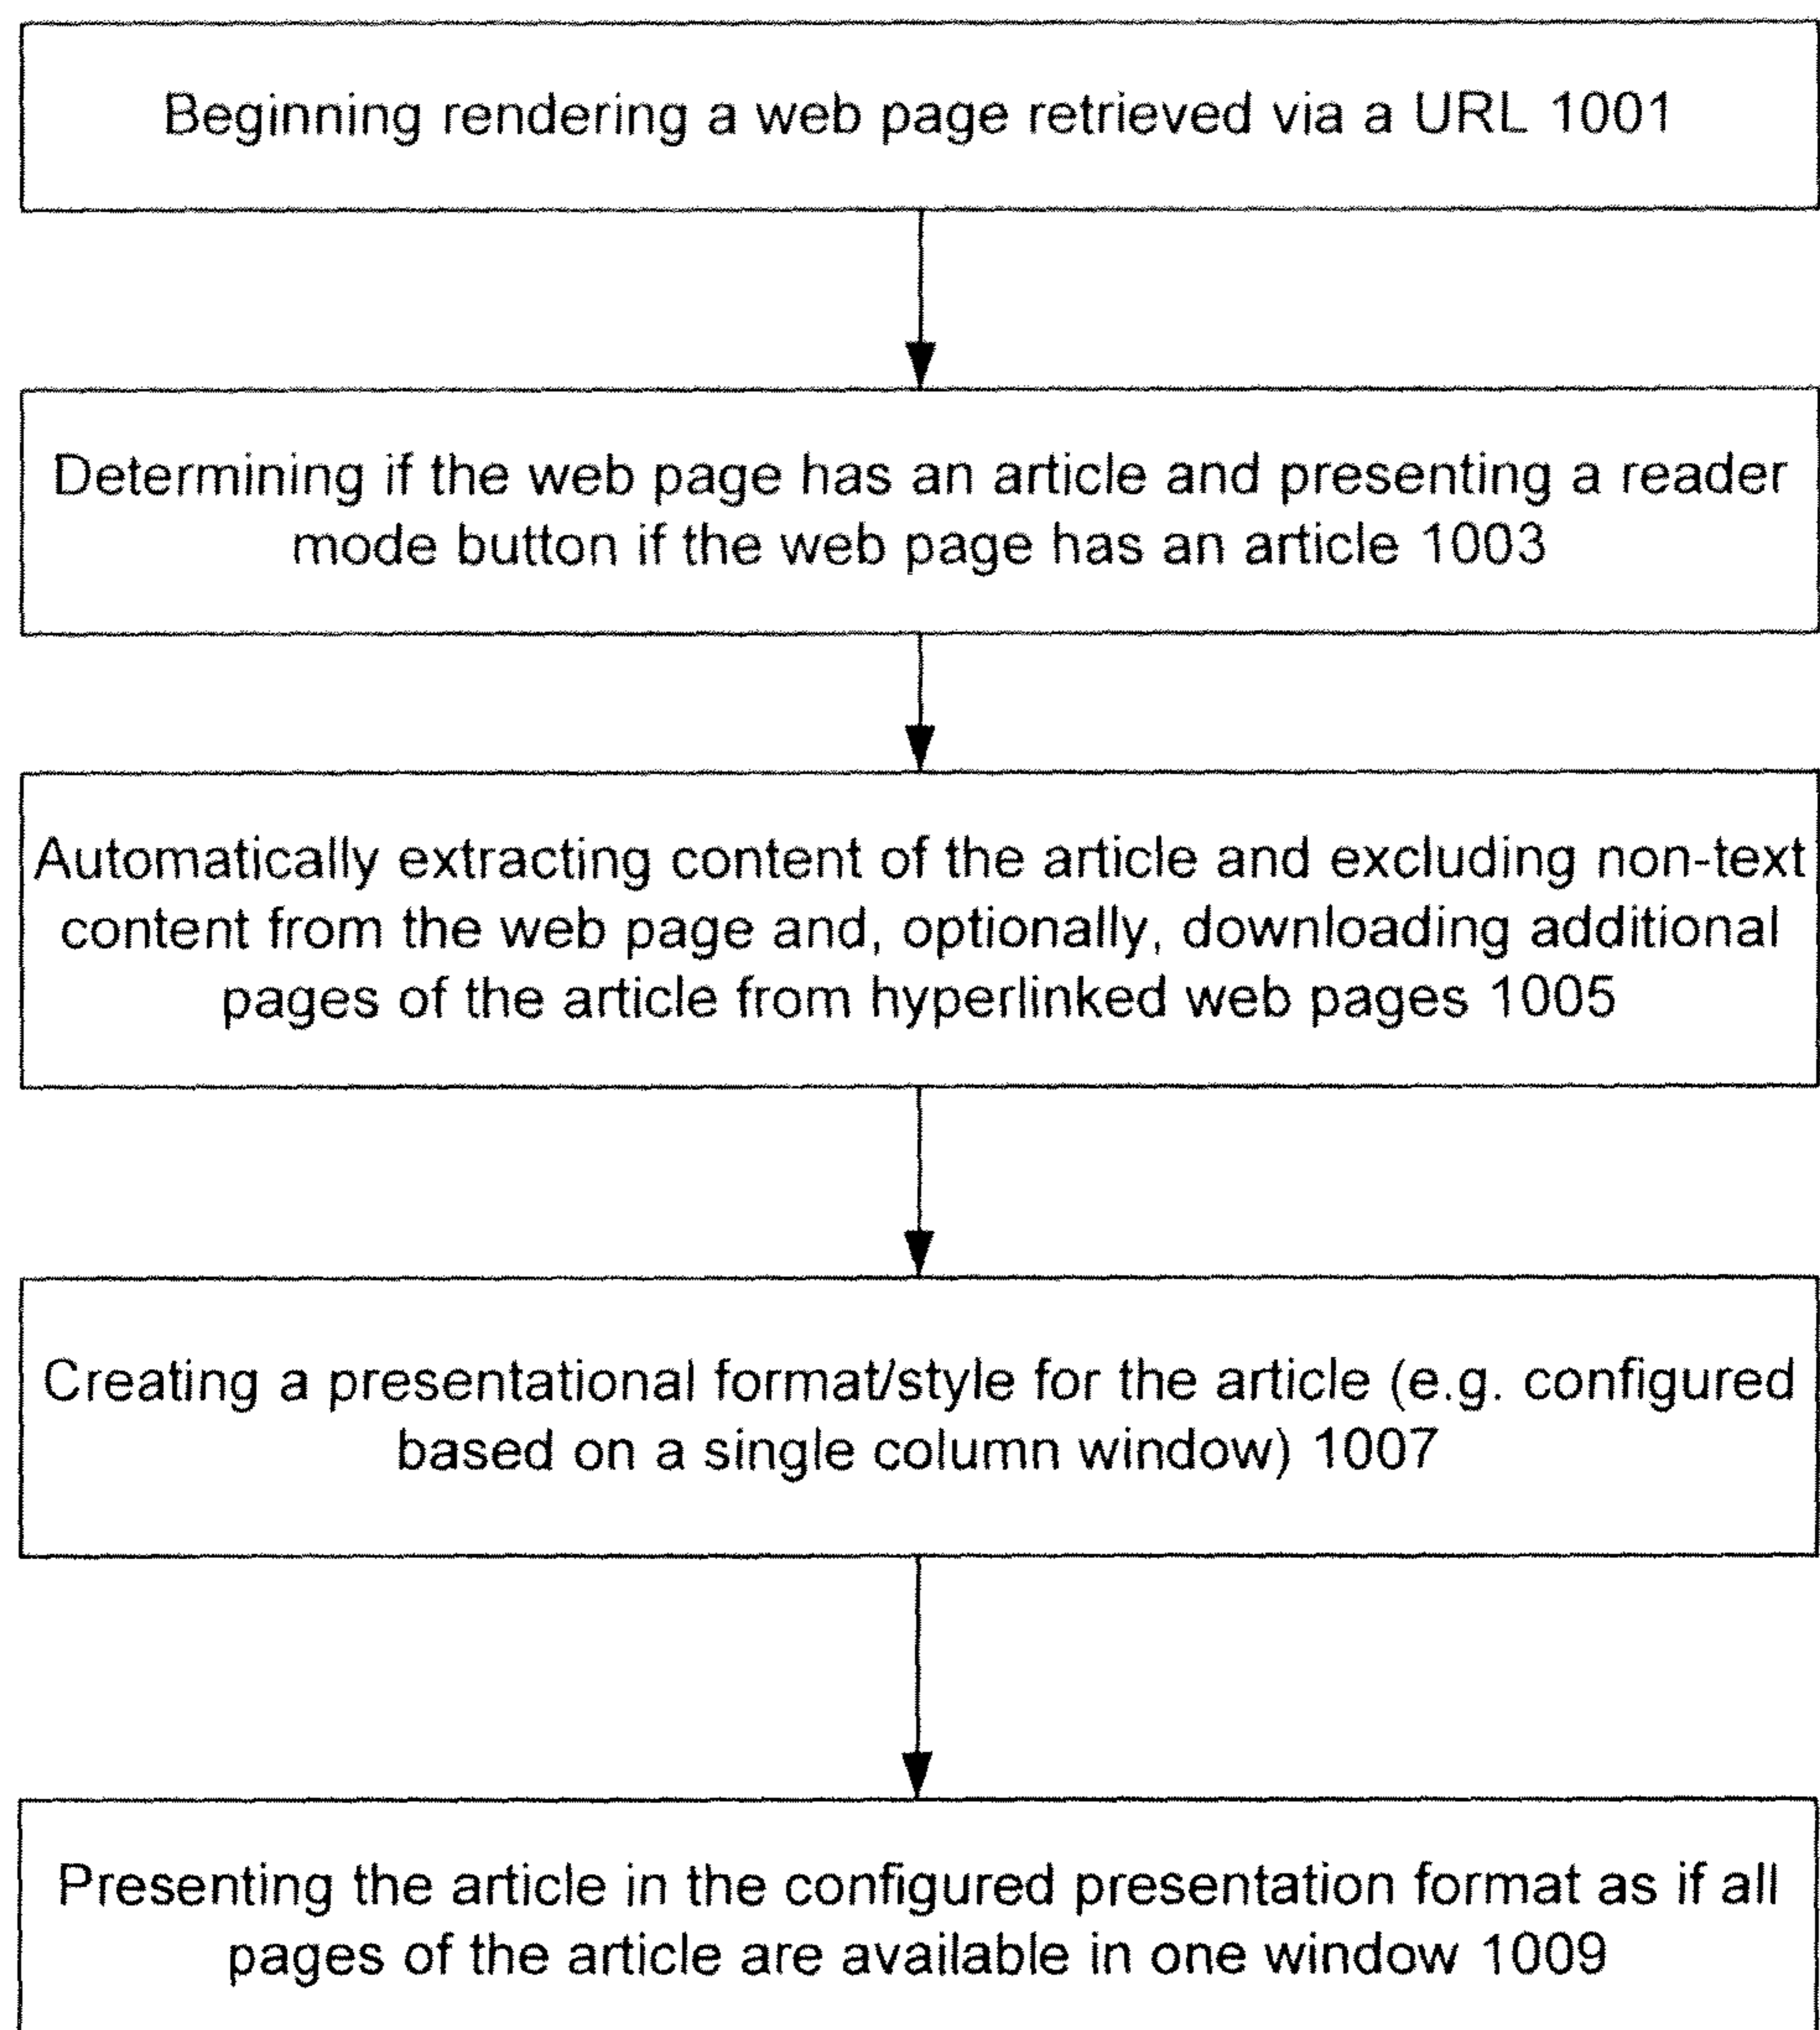 Beginning rendering a web page retrieved via a URL 1001
Determining if the web page has an article and presenting a reader
mode button if the web page has an article 1003
Automatically extracting content of the article and excluding non-text
content from the web page and, optionally, downloading additional
pages of the article from hyperlinked web pages 1005
Creating a presentational format/style for the article (e.g. configured
based on a single column window) 1007
Presenting the article in the configured presentation format as if all
pages of the article are available in one window 1009